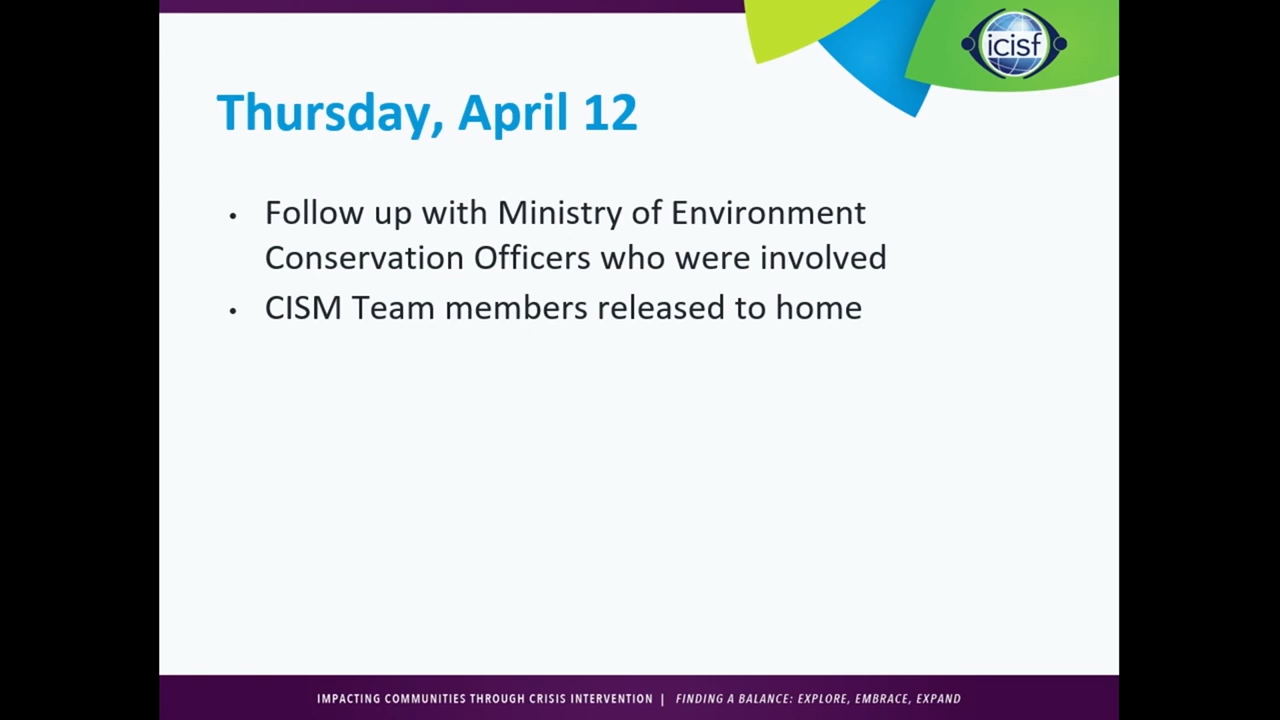 icisf
Thursday, April 12
• Follow up with Ministry of Environment
Conservation Officers who were involved
• CISM Team members released to home
IMPACTING COMMUNITIES THROUGH CRISIS INTERVENTION | FINDING A BALANCE: EXPLORE, EMBRACE, EXPAND